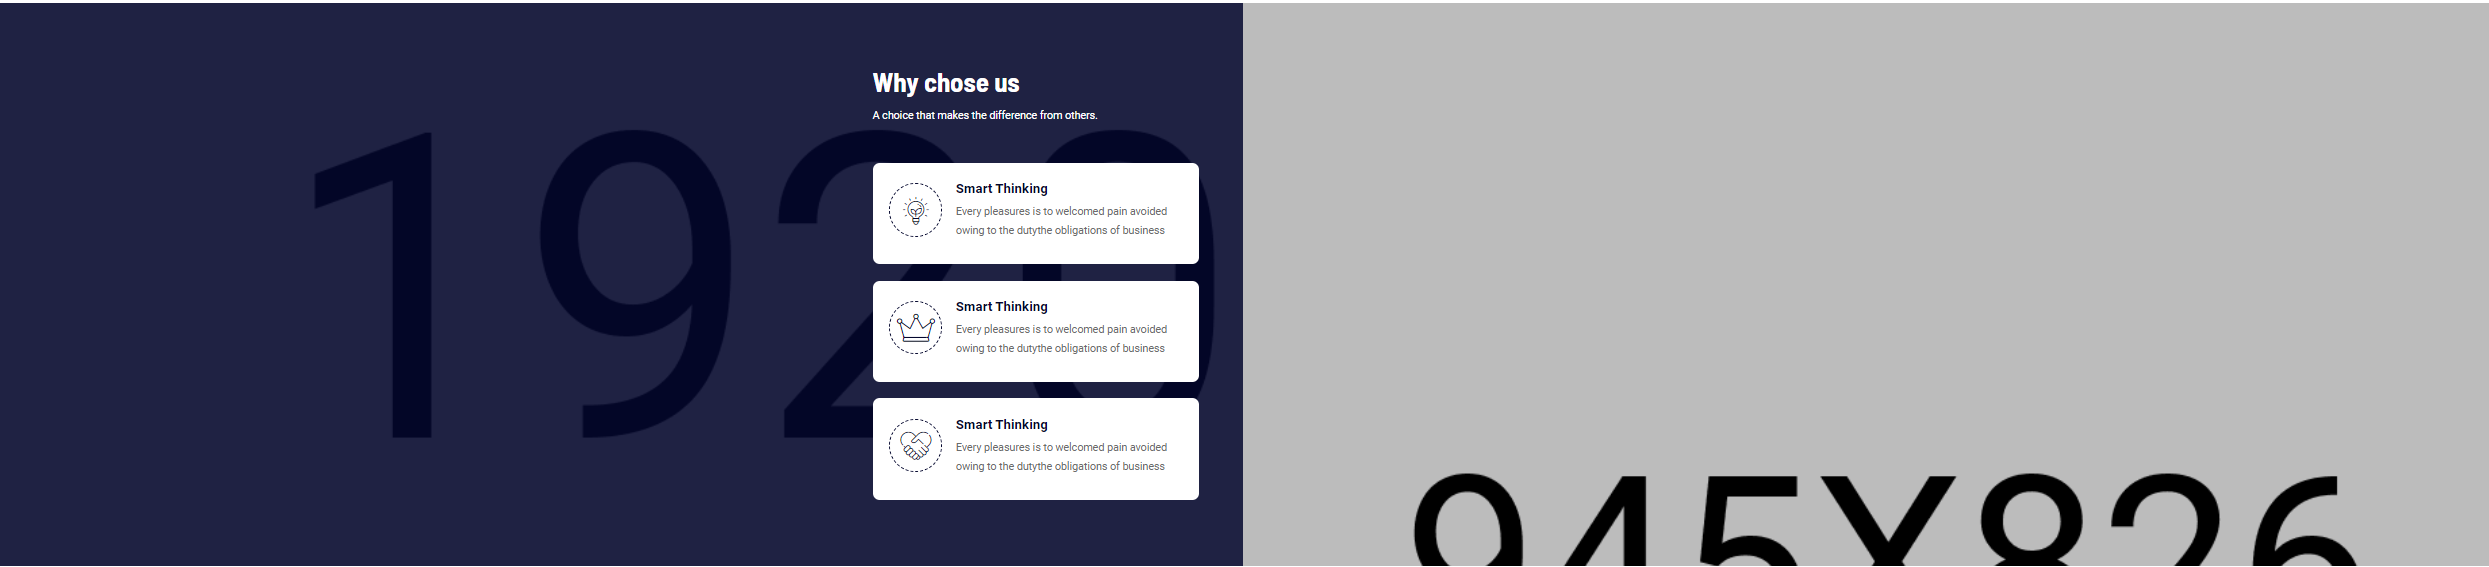 Why chose us
A choice that makes the difference from others.
1920
Smart Thinking
Every pleasures is to welcomed pain avoided
owing to the dutythe obligations of business
Smart Thinking
Every pleasures is to welcomed pain avoided
owing to the dutythe obligations of business
Smart Thinking
Every pleasures is to welcomed pain avoided
owing to the dutythe obligations of business
945X826